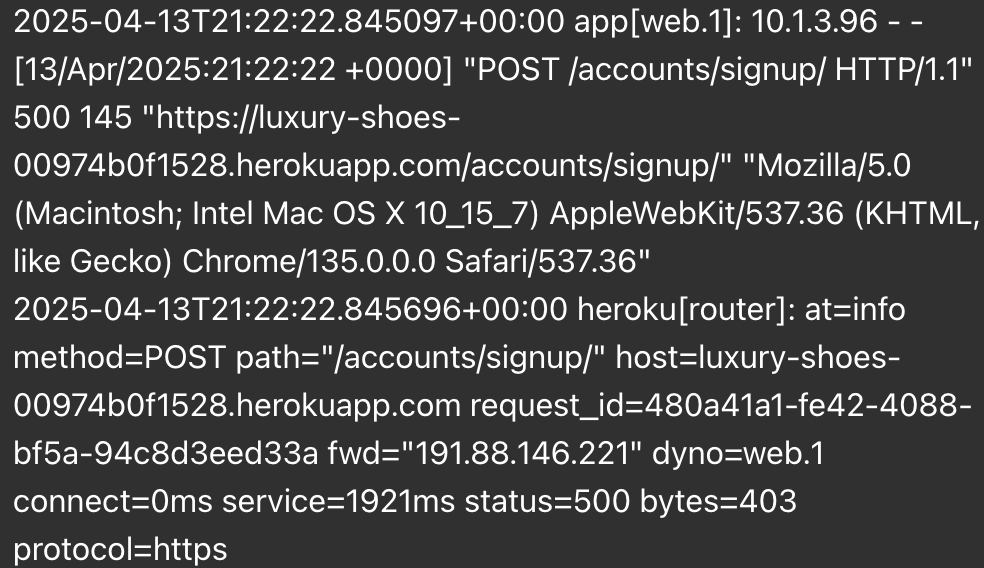 2025-04-13T21:22:22.845097+00:00 app[web.1]: 10.1.3.96 - -
[13/Apr/2025:21:22:22 +0000] "POST /accounts/signup/ HTTP/1.1"
500 145 "https://luxury-shoes-
00974b0f1528.herokuapp.com/accounts/signup/" "Mozilla/5.0
(Macintosh; Intel Mac OS X 10_15_7) AppleWebKit/537.36 (KHTML,
like Gecko) Chrome/135.0.0.0 Safari/537.36"
2025-04-13T21:22:22.845696+00:00 heroku[router]: at=info
method=POST path="/accounts/signup/" host=luxury-shoes-
00974b0f1528.herokuapp.com request_id=480a41a1-fe42-4088-
bf5a-94c8d3eed33a fwd="191.88.146.221" dyno=web.1
connect=0ms service=1921ms status=500 bytes=403
protocol=https